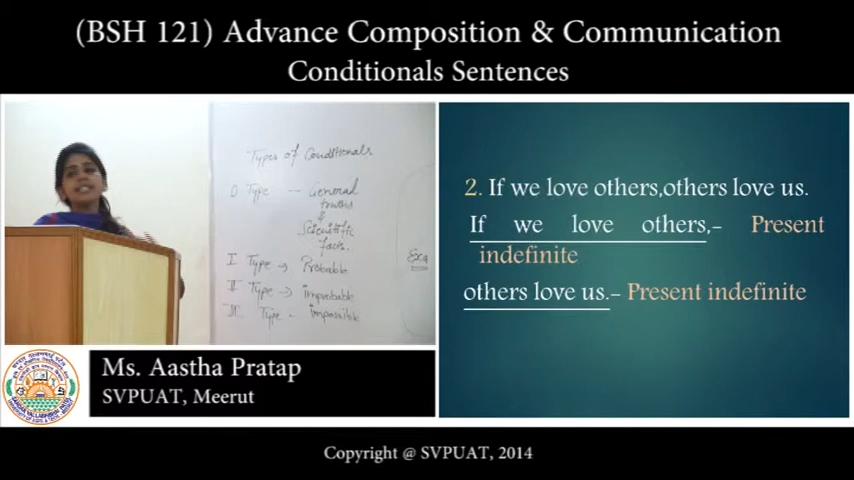 (BSH 121) Advance Composition & Communication
Conditionals Sentences
Types of Conditionals
0 Type -- General
truths
&
Scientific
facts.
I Type → Probable
II Type → improbable
III Type - impossible
Exa
2. If we love others,others love us.
If we love others,- Present
indefinite
others love us.- Present indefinite
Ms. Aastha Pratap
SVPUAT, Meerut
Copyright @ SVPUAT, 2014